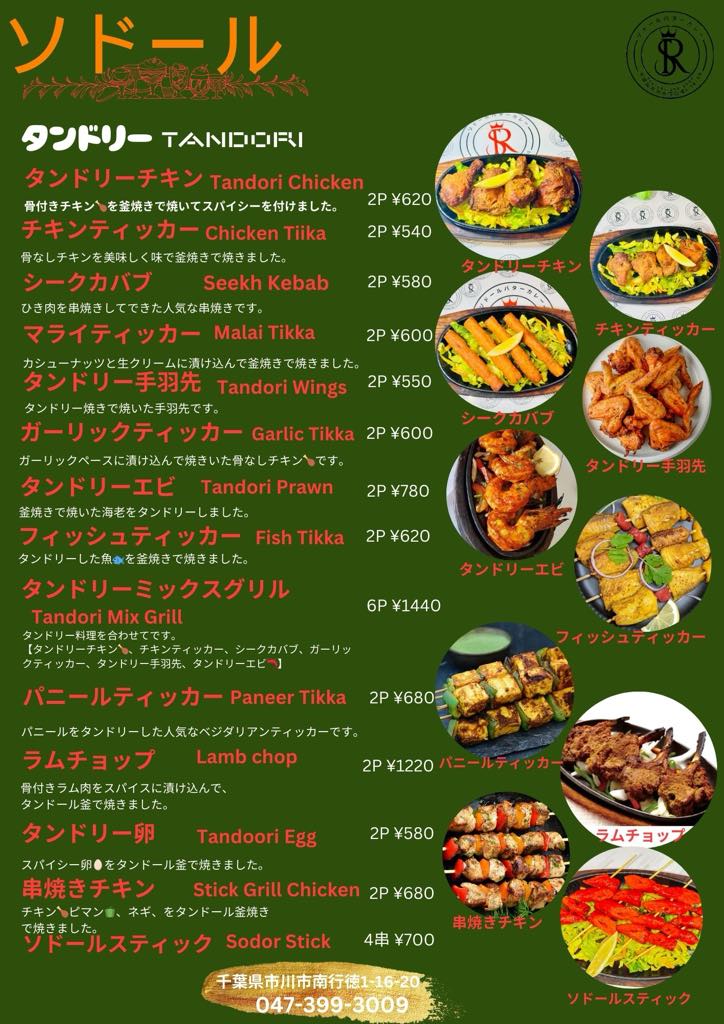 ソドール
タンドリー TANDORI
タンドリーチキン Tandori Chicken
2P ¥620
骨付きチキン🍗を釜焼きで焼いてスパイシーを付けました。
チキンティッカー Chicken Tiika
2P ¥540
骨なしチキンを美味しく味で釜焼きで焼きました。
シークカバブ Seekh Kebab
2P ¥580
ひき肉を串焼きしてできた人気な串焼きです。
マライティッカー Malai Tikka
2P ¥600
カシューナッツと生クリームに漬け込んで釜焼きで焼きました。
タンドリー手羽先 Tandori Wings
2P ¥550
タンドリー焼きで焼いた手羽先です。
ガーリックティッカー Garlic Tikka
2P ¥600
ガーリックペースに漬け込んで焼きいた骨なしチキン🍗です。
タンドリーエビ Tandori Prawn
2P ¥780
釜焼きで焼いた海老をタンドリーしました。
フィッシュティッカー Fish Tikka
2P ¥620
タンドリーした魚🐟を釜焼きで焼きました。
タンドリーミックスグリル
Tandori Mix Grill
6P ¥1440
タンドリー料理を合わせてです。
【タンドリーチキン🍗、チキンティッカー、シークカバブ、ガーリッ
クティッカー、タンドリー手羽先、タンドリーエビ🦐】
パニールティッカー Paneer Tikka
2P ¥680
パニールをタンドリーした人気なベジダリアンティッカーです。
ラムチョップ Lamb chop
2P ¥1220
骨付きラム肉をスパイスに漬け込んで、
タンドール釜で焼きました。
タンドリー卵 Tandoori Egg
2P ¥580
スパイシー卵🥚をタンドール釜で焼きました。
串焼きチキン Stick Grill Chicken
2P ¥680
チキン🍗ピマン🫑、ネギ、をタンドール釜焼き
で焼きました。
ソドールスティック Sodor Stick
4串 ¥700
タンドリーチキン
チキンティッカー
シークカバブ
タンドリー手羽先
タンドリーエビ
フィッシュティッカー
パニールティッカー
ラムチョップ
串焼きチキン
ソドールスティック
千葉県市川市南行徳1-16-20
047-399-3009